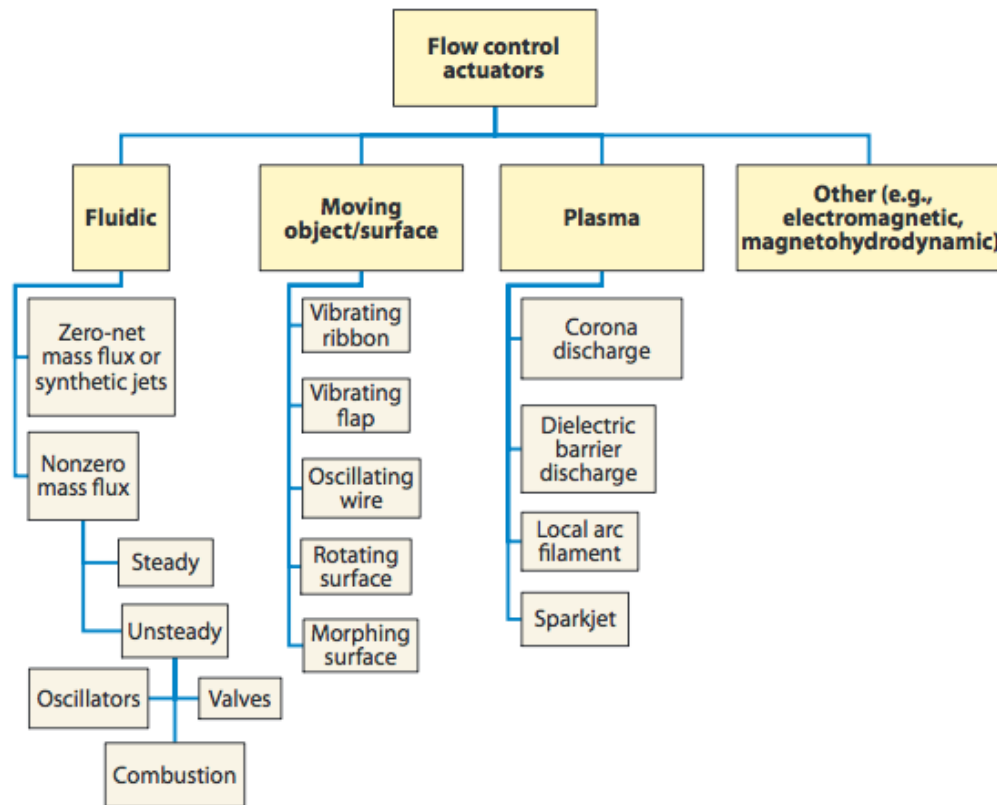 Flow control
actuators
Fluidic
Moving
object/surface
Plasma
Other (e.g.,
electromagnetic,
magnetohydrodynamic)
Zero-net
mass flux or
synthetic jets
Nonzero
mass flux
Steady
Unsteady
Oscillators
Valves
Combustion
Vibrating
ribbon
Vibrating
flap
Oscillating
wire
Rotating
surface
Morphing
surface
Corona
discharge
Dielectric
barrier
discharge
Local arc
filament
Sparkjet